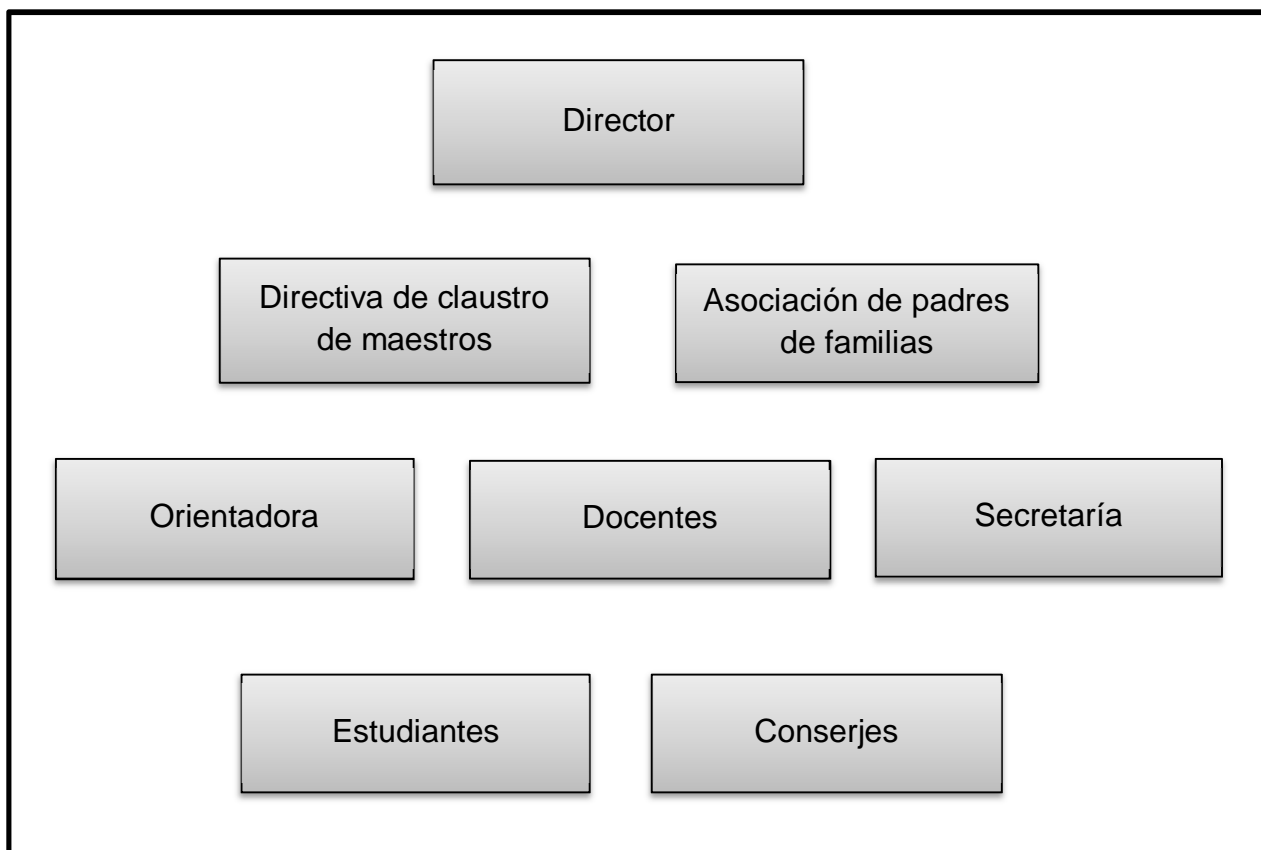 Director
Directiva de claustro
de maestros
Asociación de padres
de familias
Orientadora
Docentes
Secretaría
Estudiantes
Conserjes